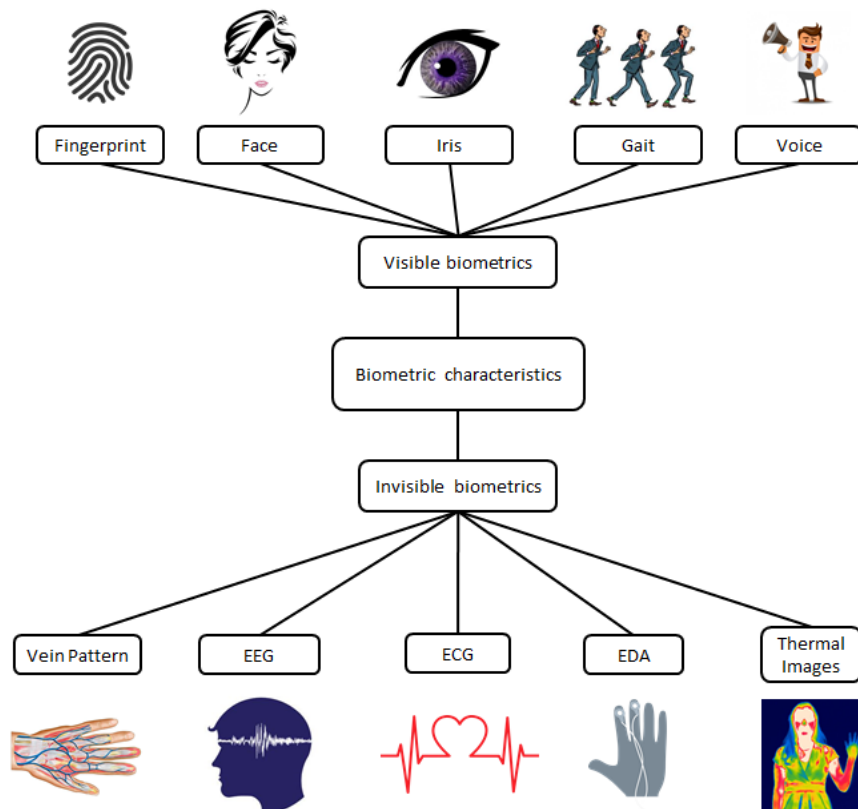 Fingerprint
Face
Iris
Gait
Voice
Visible biometrics
Biometric characteristics
Invisible biometrics
Vein Pattern
EEG
ECG
EDA
Thermal
Images